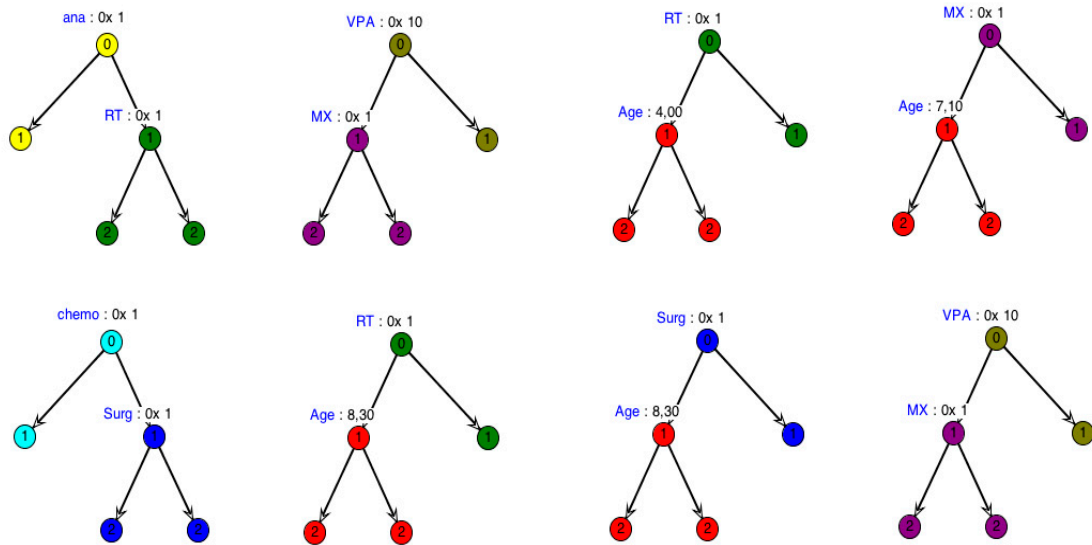 ana : 0x 1
0
1
RT : 0x 1
1
2
2
VPA : 0x 10
0
MX : 0x 1
1
1
2
2
RT : 0x 1
0
Age : 4,00
1
1
2
2
MX : 0x 1
0
Age : 7,10
1
1
2
2
chemo : 0x 1
0
1
Surg : 0x 1
1
2
2
RT : 0x 1
0
Age : 8,30
1
1
2
2
Surg : 0x 1
0
Age : 8,30
1
1
2
2
VPA : 0x 10
0
MX : 0x 1
1
1
2
2